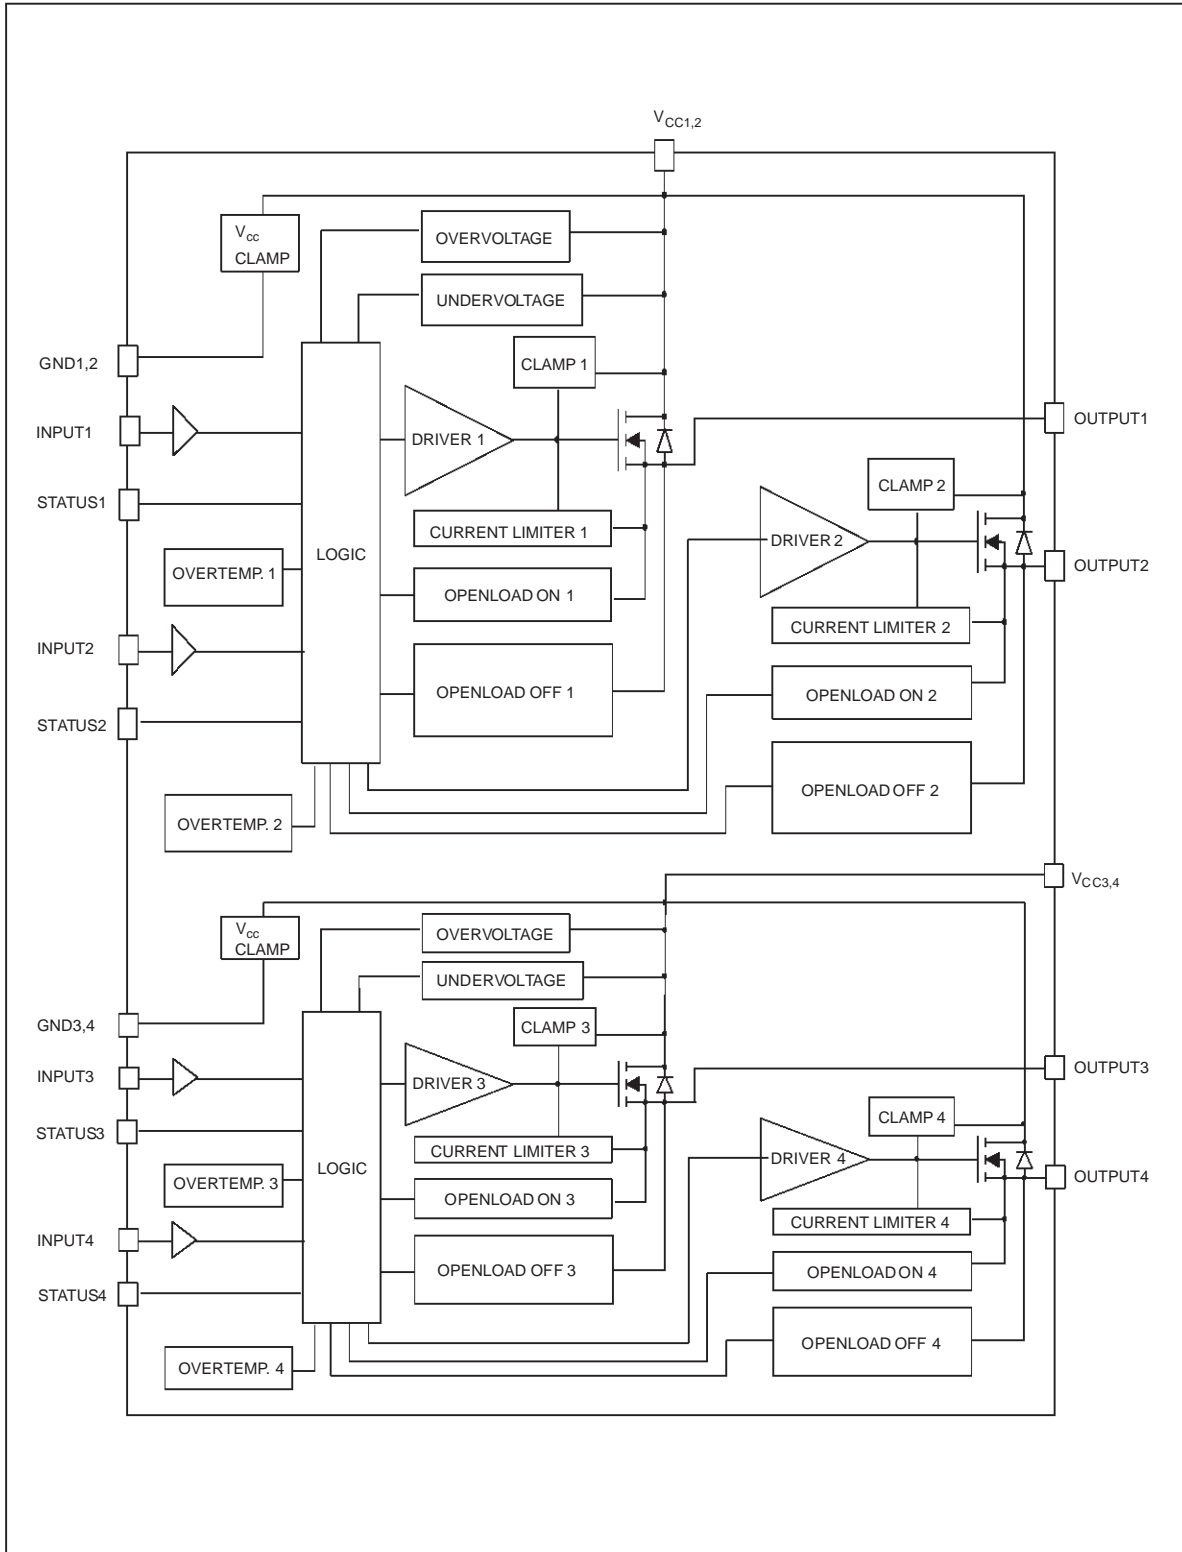 VCC1,2
Vcc
CLAMP
OVERVOLTAGE
UNDERVOLTAGE
GND1,2
CLAMP 1
INPUT1
DRIVER 1
OUTPUT1
CLAMP 2
STATUS1
CURRENT LIMITER 1
DRIVER 2
LOGIC
OVERTEMP. 1
OUTPUT2
OPENLOAD ON 1
CURRENT LIMITER 2
INPUT2
OPENLOAD OFF 1
OPENLOAD ON 2
STATUS2
OPENLOAD OFF 2
OVERTEMP. 2
VCC3,4
Vcc
CLAMP
OVERVOLTAGE
UNDERVOLTAGE
GND3,4
CLAMP 3
INPUT3
DRIVER 3
OUTPUT3
CLAMP 4
STATUS3
CURRENT LIMITER 3
DRIVER 4
LOGIC
OVERTEMP. 3
OUTPUT4
OPENLOAD ON 3
CURRENT LIMITER 4
INPUT4
OPENLOAD OFF 3
OPENLOAD ON 4
STATUS4
OPENLOAD OFF 4
OVERTEMP. 4